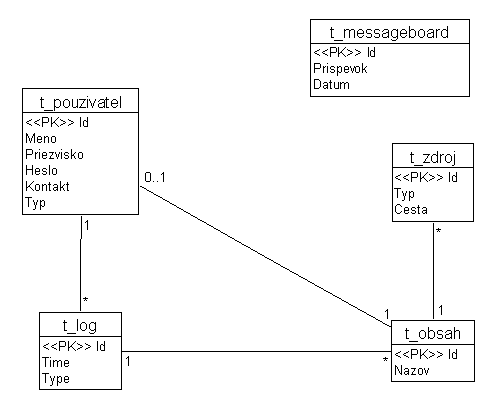 t_messageboard
<<PK>> Id
Prispevok
Datum
t_pouzivatel
<<PK>> Id
Meno
Priezvisko
Heslo
Kontakt
Typ
t_zdroj
<<PK>> Id
Typ
Cesta
0..1
1
*
*
1
1
t_log
<<PK>> Id
Time
Type
1
*
t_obsah
<<PK>> Id
Nazov